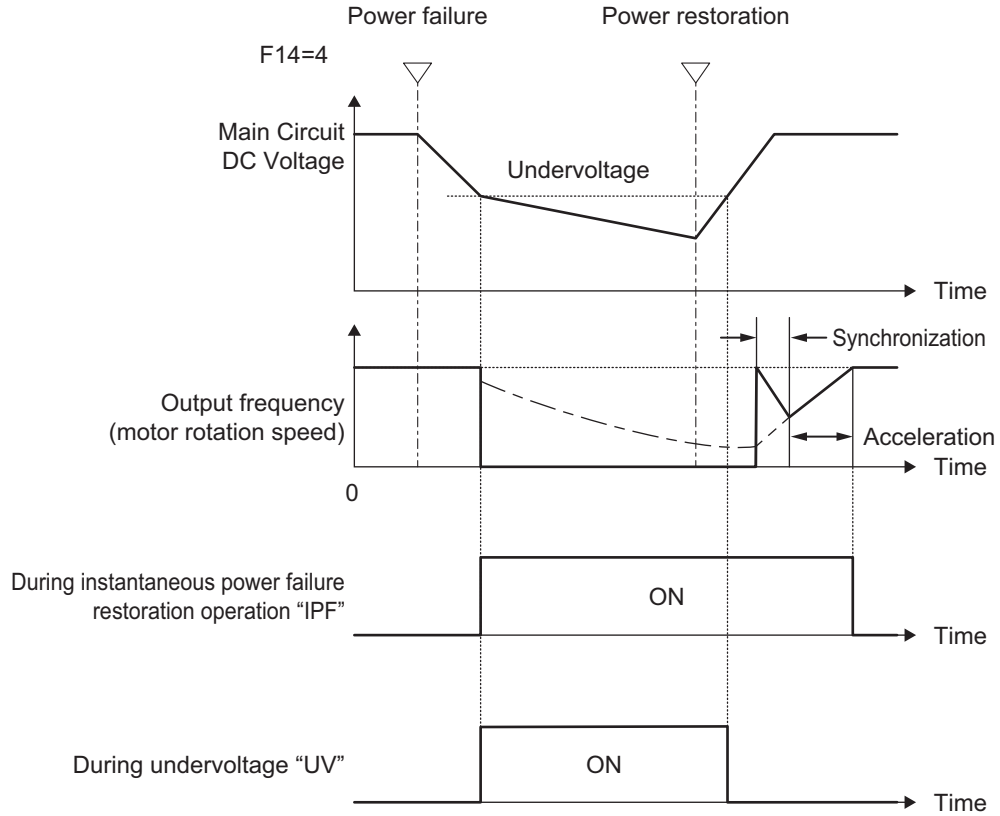 Power failure
Power restoration
F14=4
Main Circuit
DC Voltage
Undervoltage
Time
Synchronization
Output frequency
(motor rotation speed)
Acceleration
Time
0
During instantaneous power failure
restoration operation “IPF”
ON
Time
During undervoltage “UV”
ON
Time